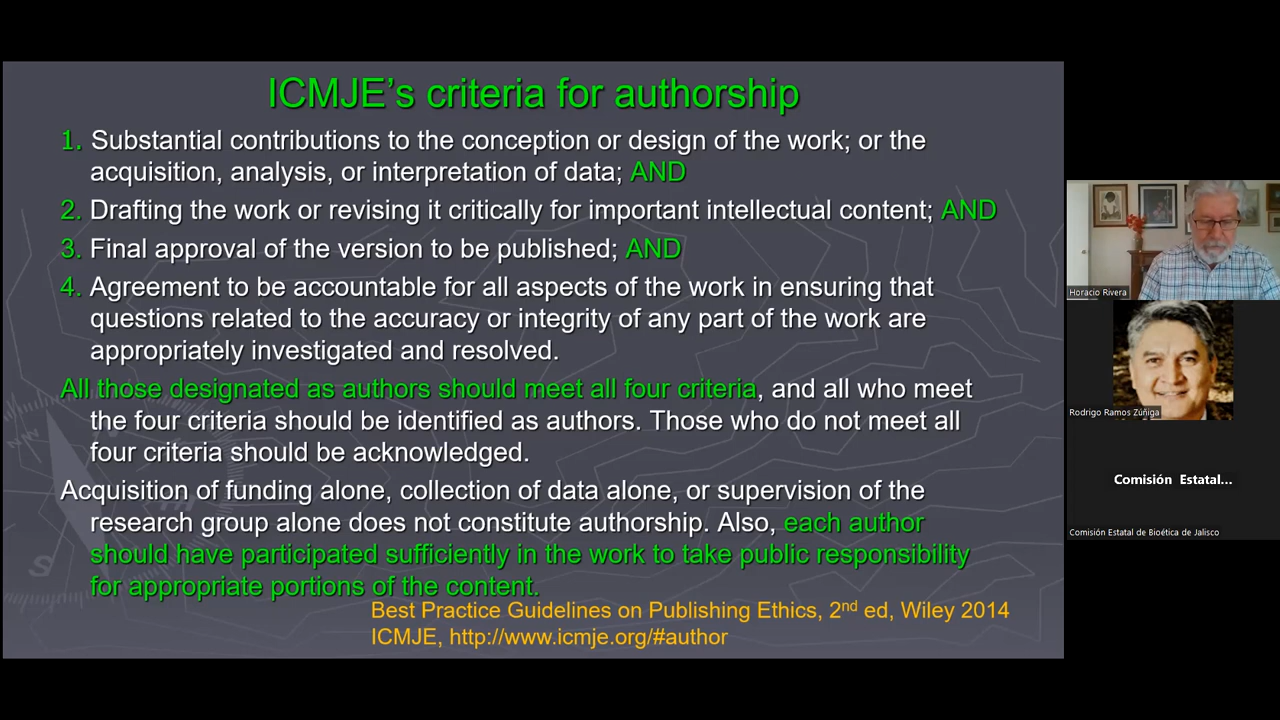 ICMJE's criteria for authorship
1. Substantial contributions to the conception or design of the work; or the
acquisition, analysis, or interpretation of data; AND
2. Drafting the work or revising it critically for important intellectual content; AND
3. Final approval of the version to be published; AND
4. Agreement to be accountable for all aspects of the work in ensuring that
questions related to the accuracy or integrity of any part of the work are
appropriately investigated and resolved.
All those designated as authors should meet all four criteria, and all who meet
the four criteria should be identified as authors. Those who do not meet all
four criteria should be acknowledged.
Acquisition of funding alone, collection of data alone, or supervision of the
research group alone does not constitute authorship. Also, each author
should have participated sufficiently in the work to take public responsibility
for appropriate portions of the content.
Best Practice Guidelines on Publishing Ethics, 2nd ed, Wiley 2014
ICMJE, http://www.icmje.org/#author
Horacio Rivera
Rodrigo Ramos Zúñiga
Comisión Estatal...
Comisión Estatal de Bioética de Jalisco